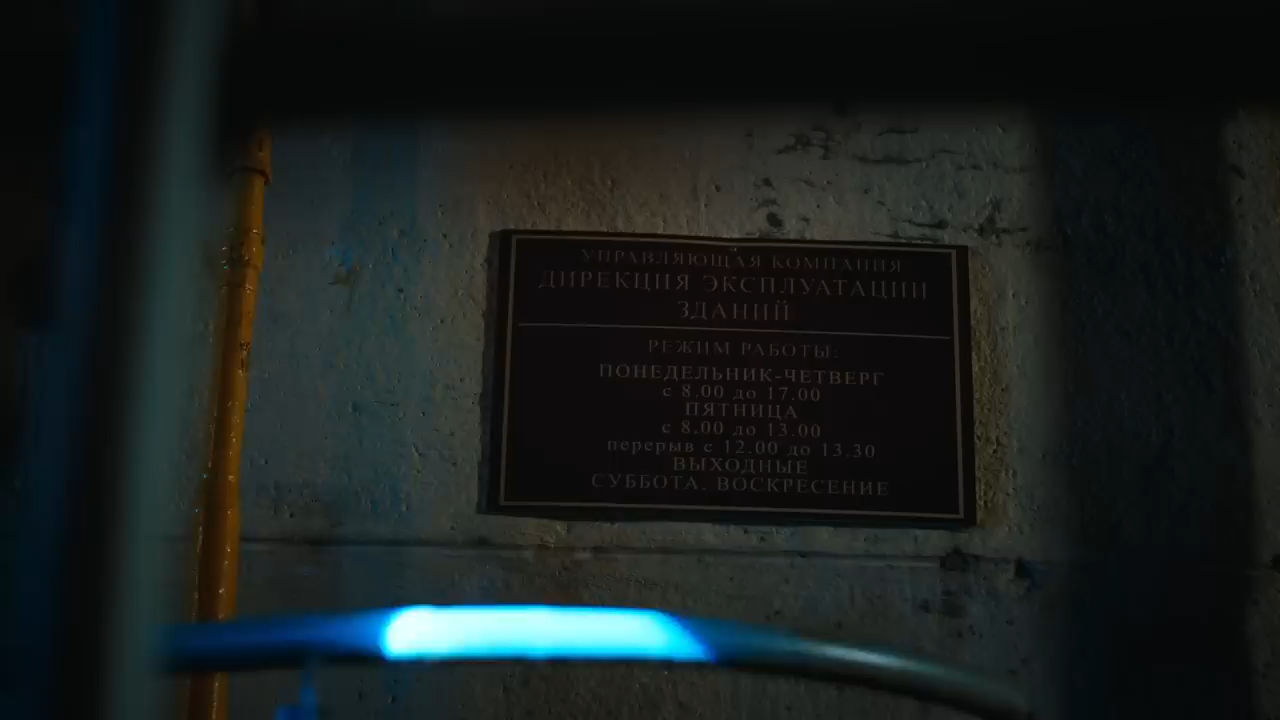 УПРАВЛЯЮЩАЯ КОМПАНИЯ
ДИРЕКЦИЯ ЭКСПЛУАТАЦИИ
ЗДАНИЙ
РЕЖИМ РАБОТЫ:
ПОНЕДЕЛЬНИК-ЧЕТВЕРГ
с 8.00 до 17.00
ПЯТНИЦА
с 8.00 до 13.00
перерыв с 12.00 до 13.30
ВЫХОДНЫЕ
СУББОТА, ВОСКРЕСЕНИЕ